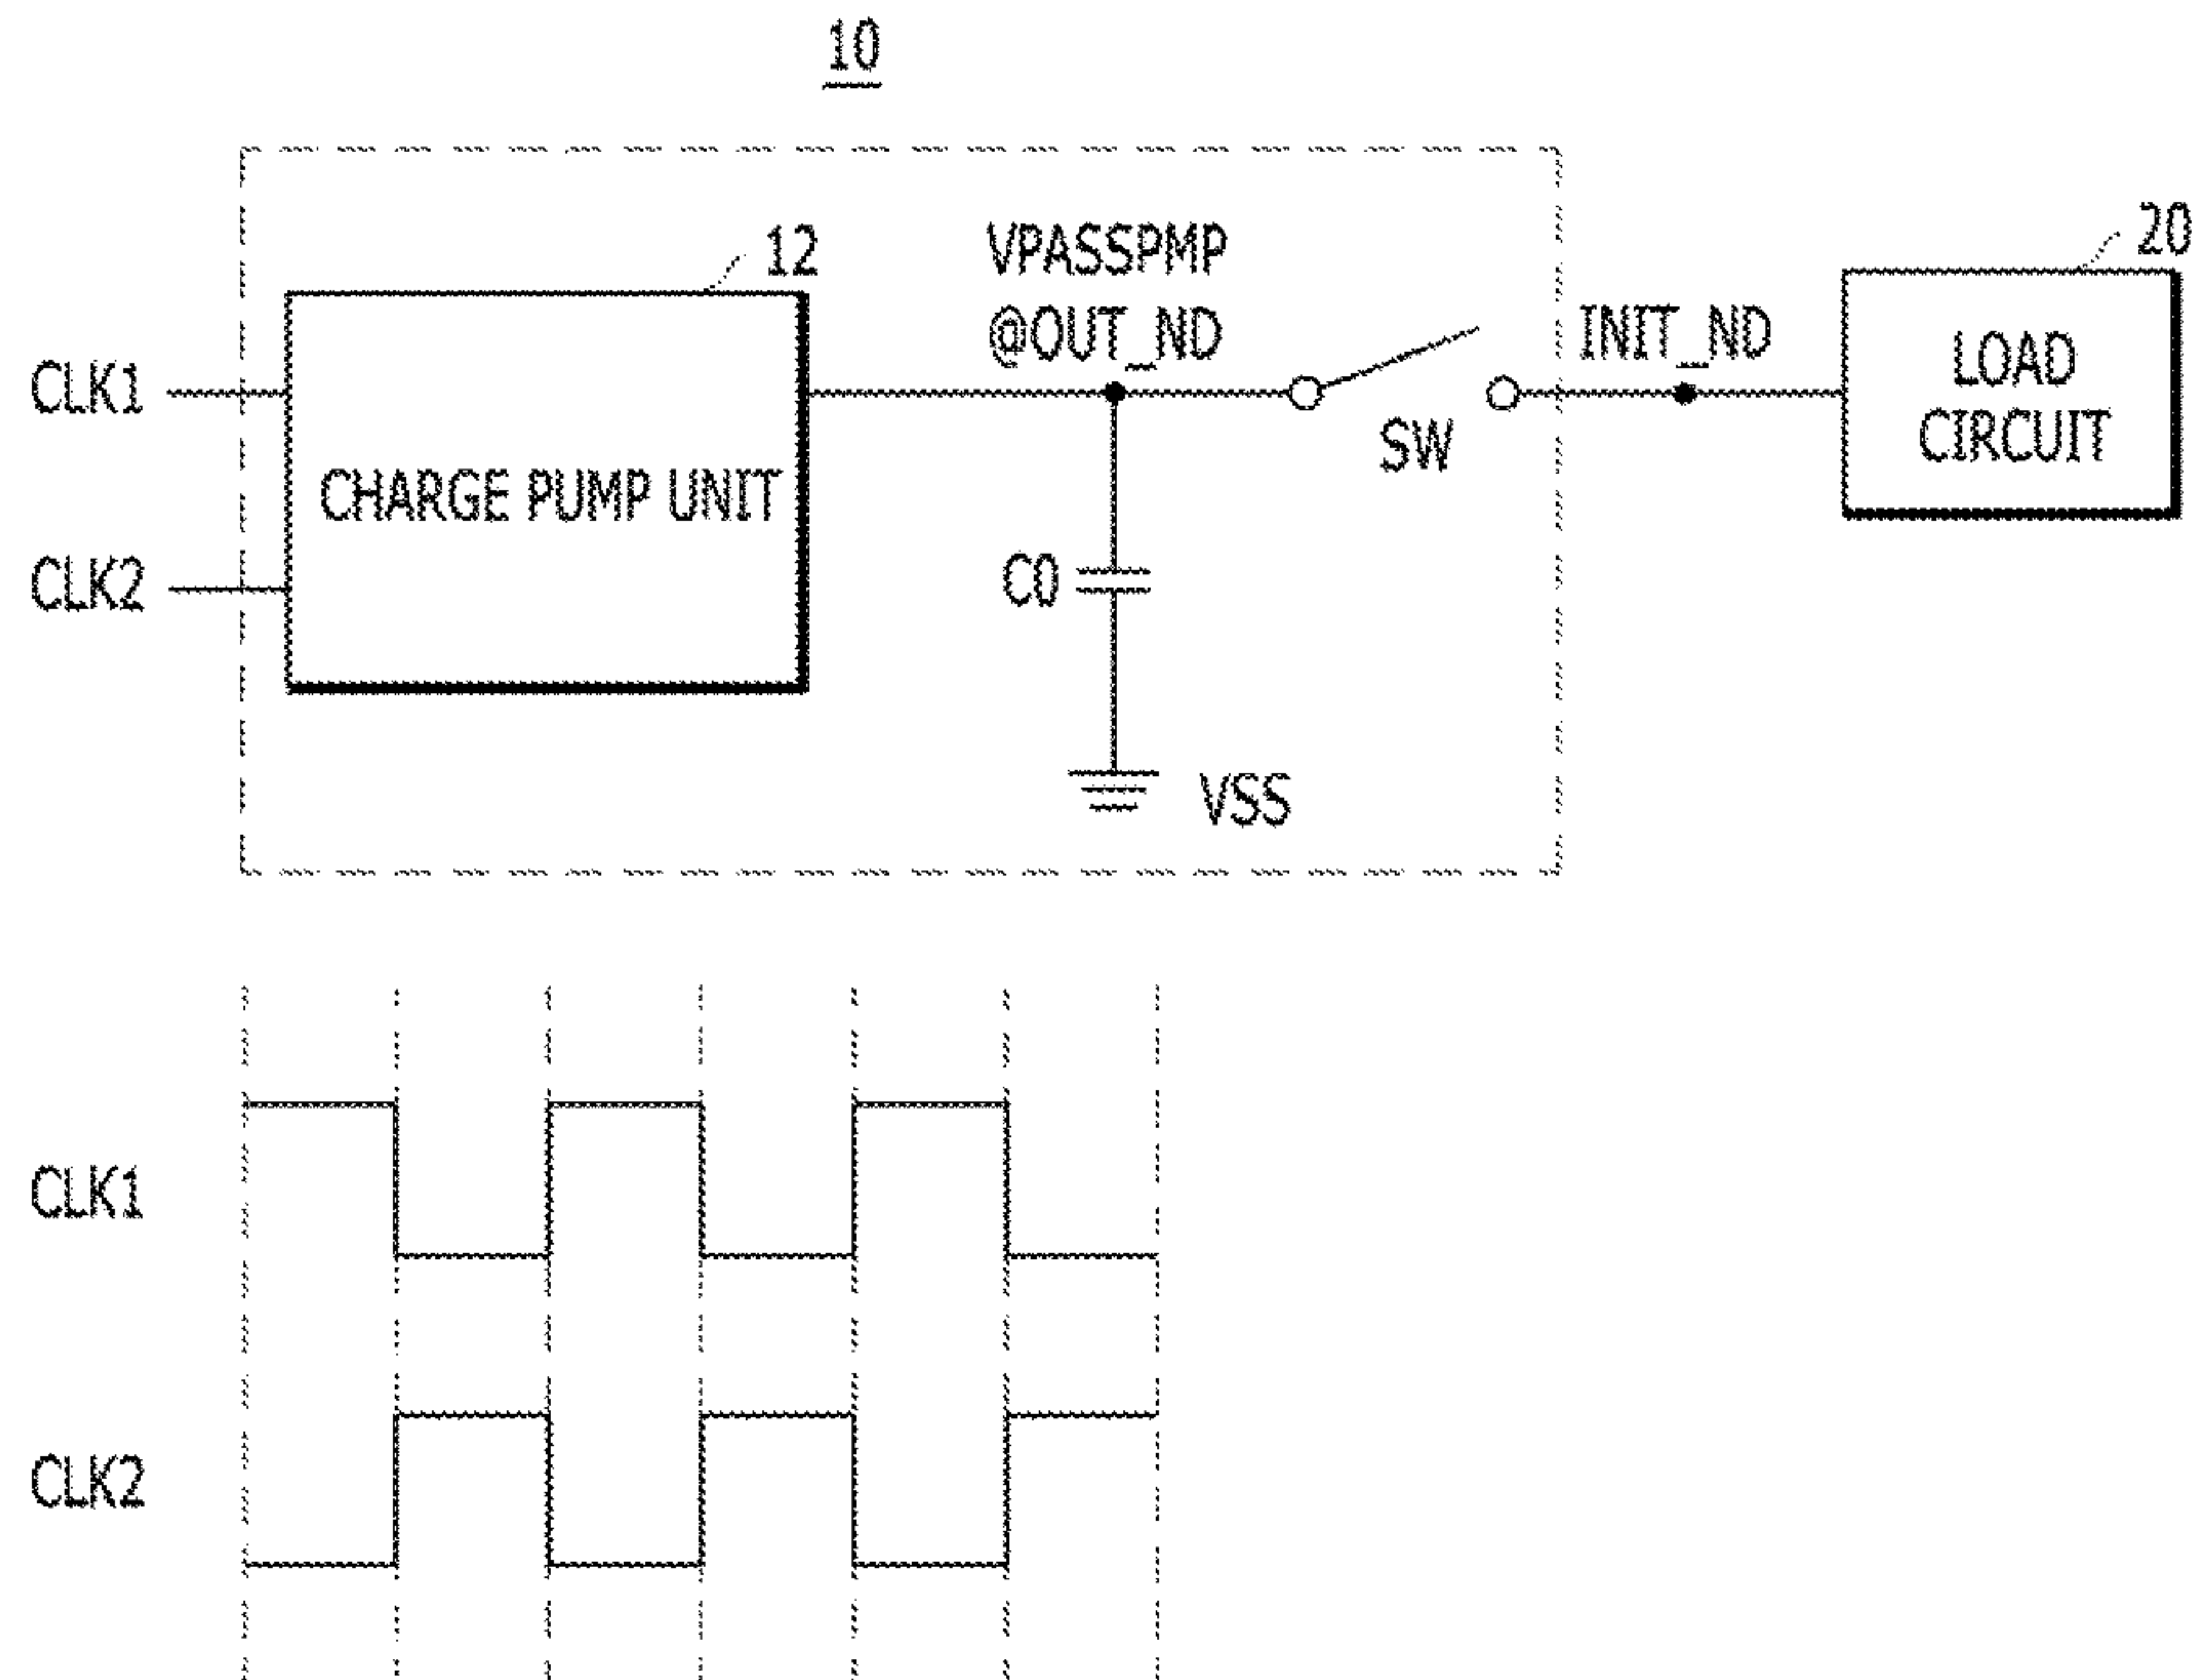 10
12
VPASSPMP
@OUT_ND
20
CLK1
CHARGE PUMP UNIT
CLK2
C0
VSS
SW
INIT_ND
LOAD
CIRCUIT
CLK1
CLK2